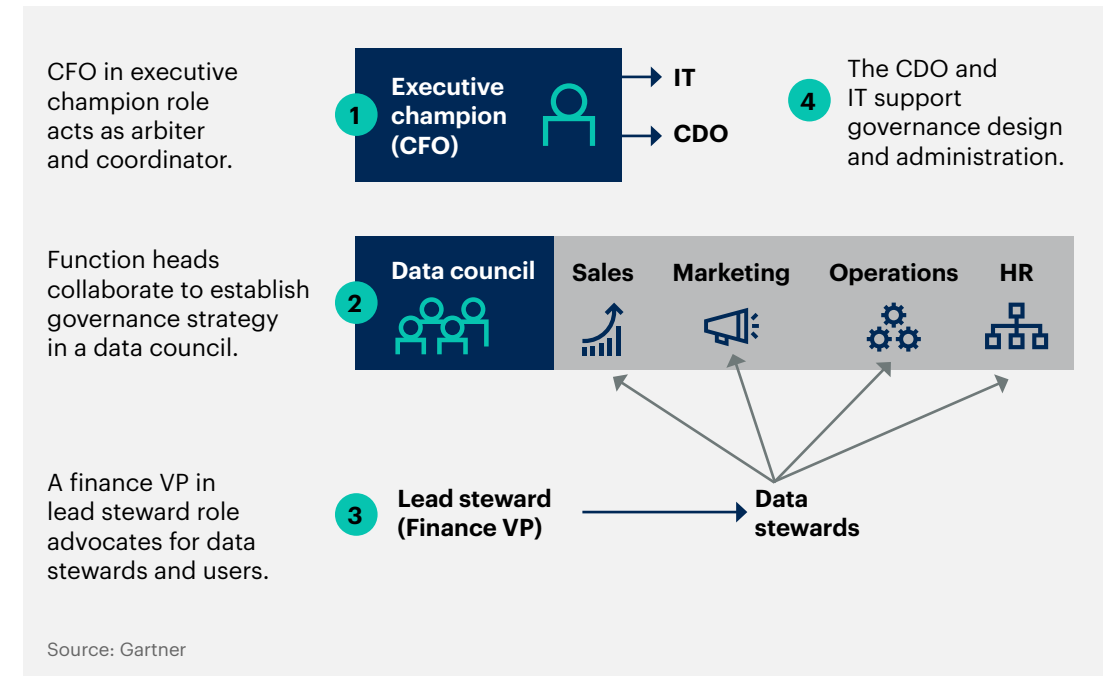 CFO in executive
champion role
acts as arbiter
and coordinator.
1
Executive
champion
(CFO)
IT
CDO
4
The CDO and
IT support
governance design
and administration.
Function heads
collaborate to establish
governance strategy
in a data council.
2
Data council
Sales
Marketing
Operations
HR
A finance VP in
lead steward role
advocates for data
stewards and users.
3
Lead steward
(Finance VP)
Data
stewards
Source: Gartner